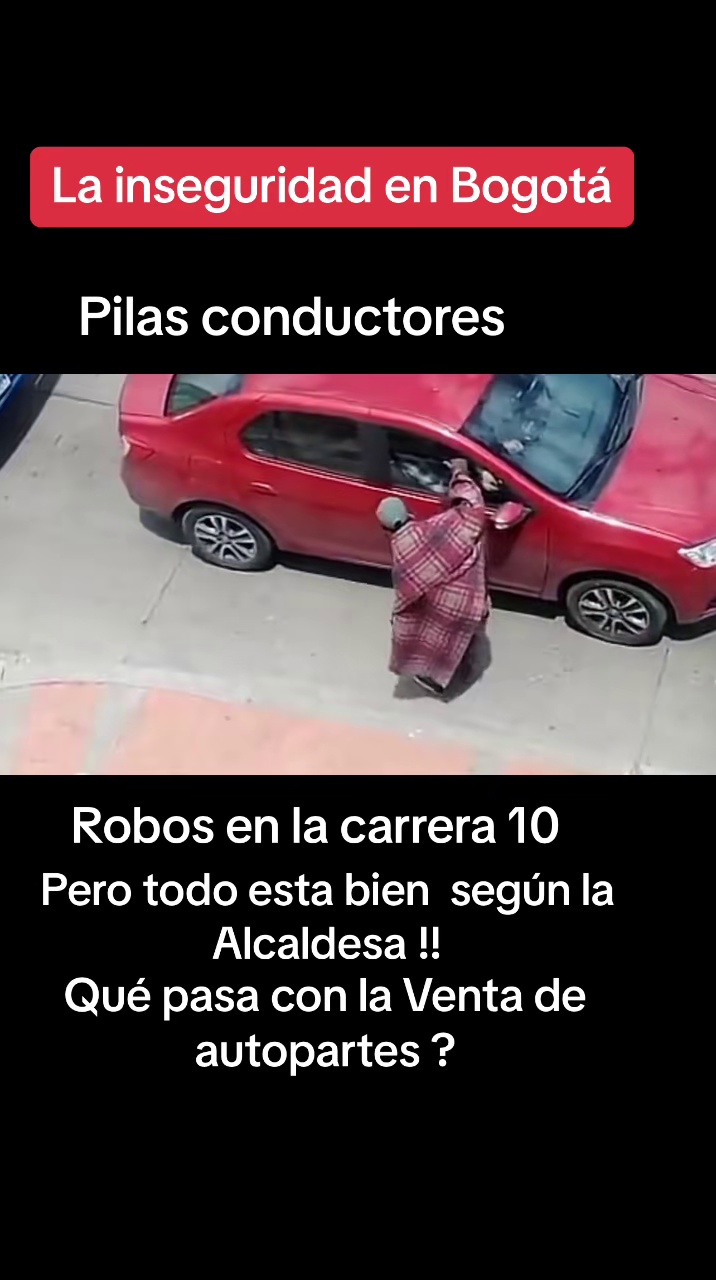 La inseguridad en Bogotá
Pilas conductores
Robos en la carrera 10
Pero todo esta bien  según la
Alcaldesa !!
Qué pasa con la Venta de
autopartes ?